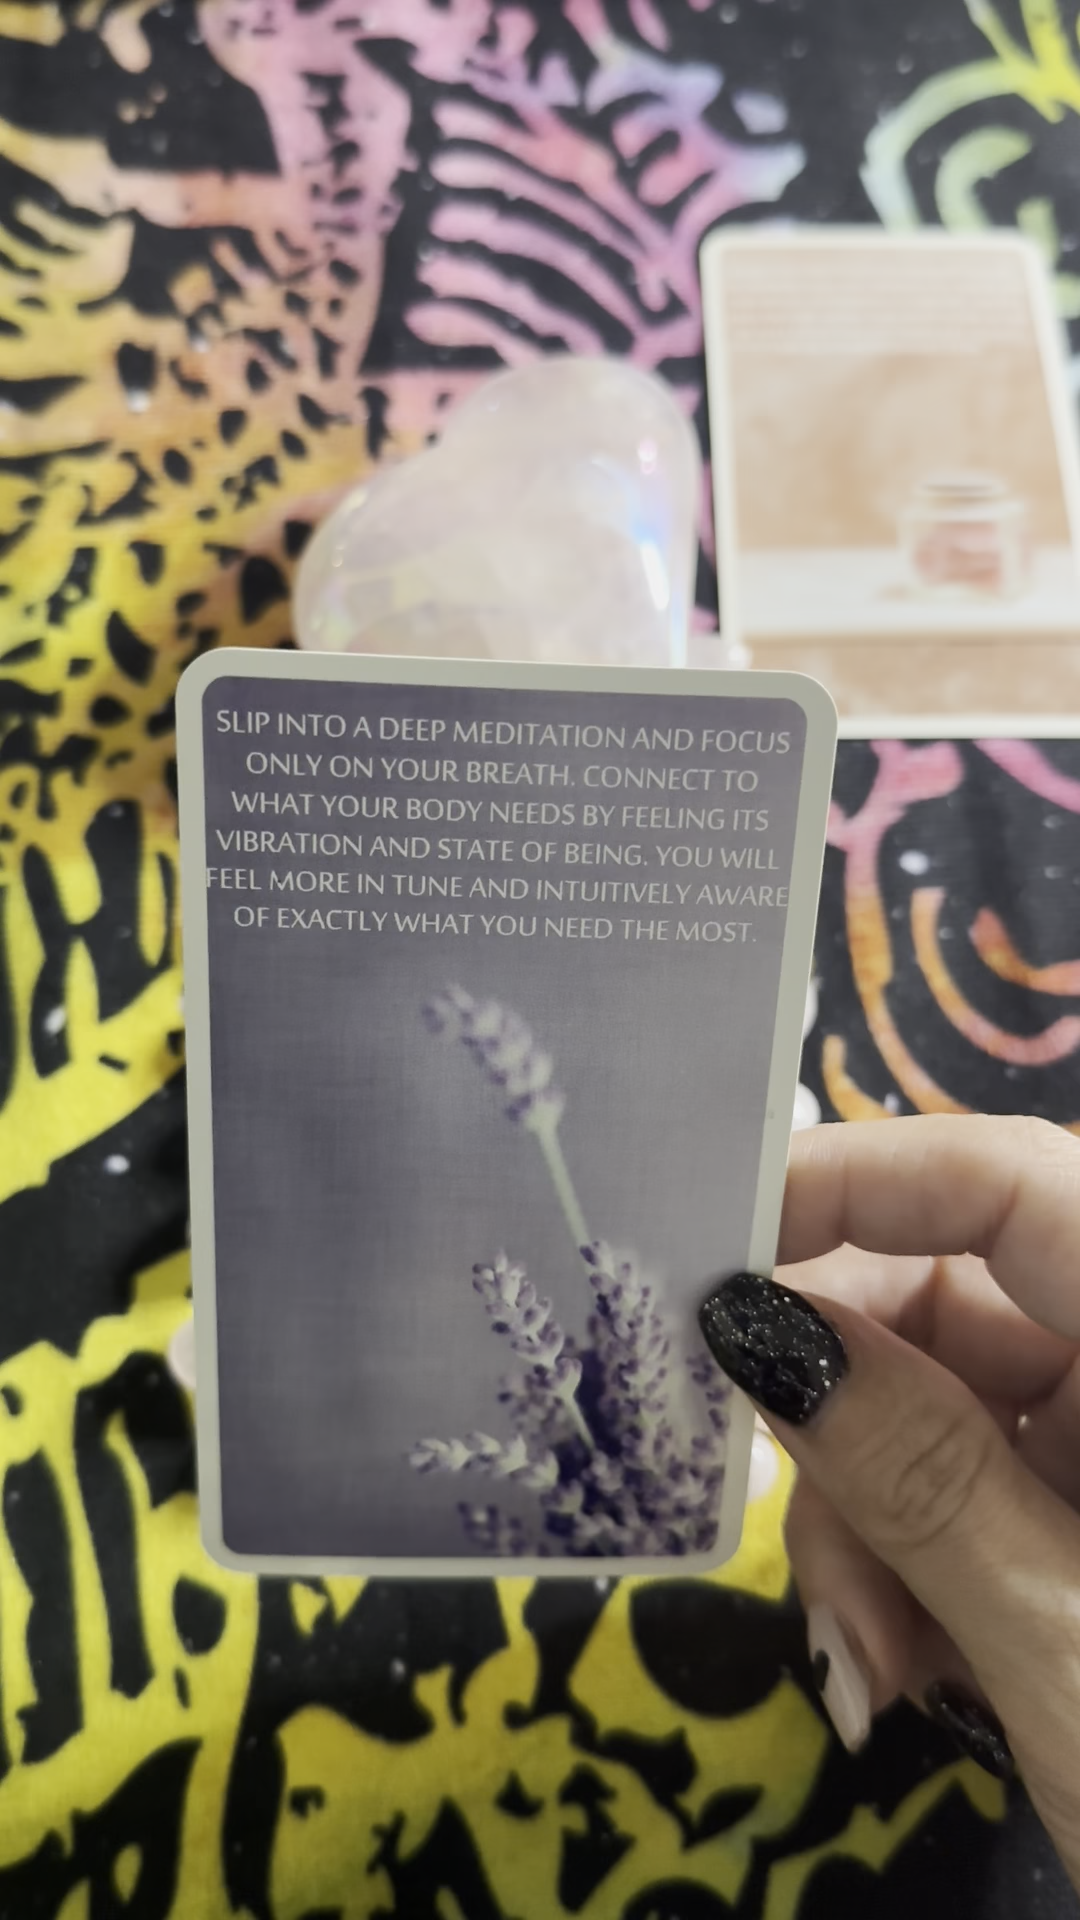 SLIP INTO A DEEP MEDITATION AND FOCUS
ONLY ON YOUR BREATH. CONNECT TO
WHAT YOUR BODY NEEDS BY FEELING ITS
VIBRATION AND STATE OF BEING. YOU WILL
FEEL MORE IN TUNE AND INTUITIVELY AWARE
OF EXACTLY WHAT YOU NEED THE MOST.